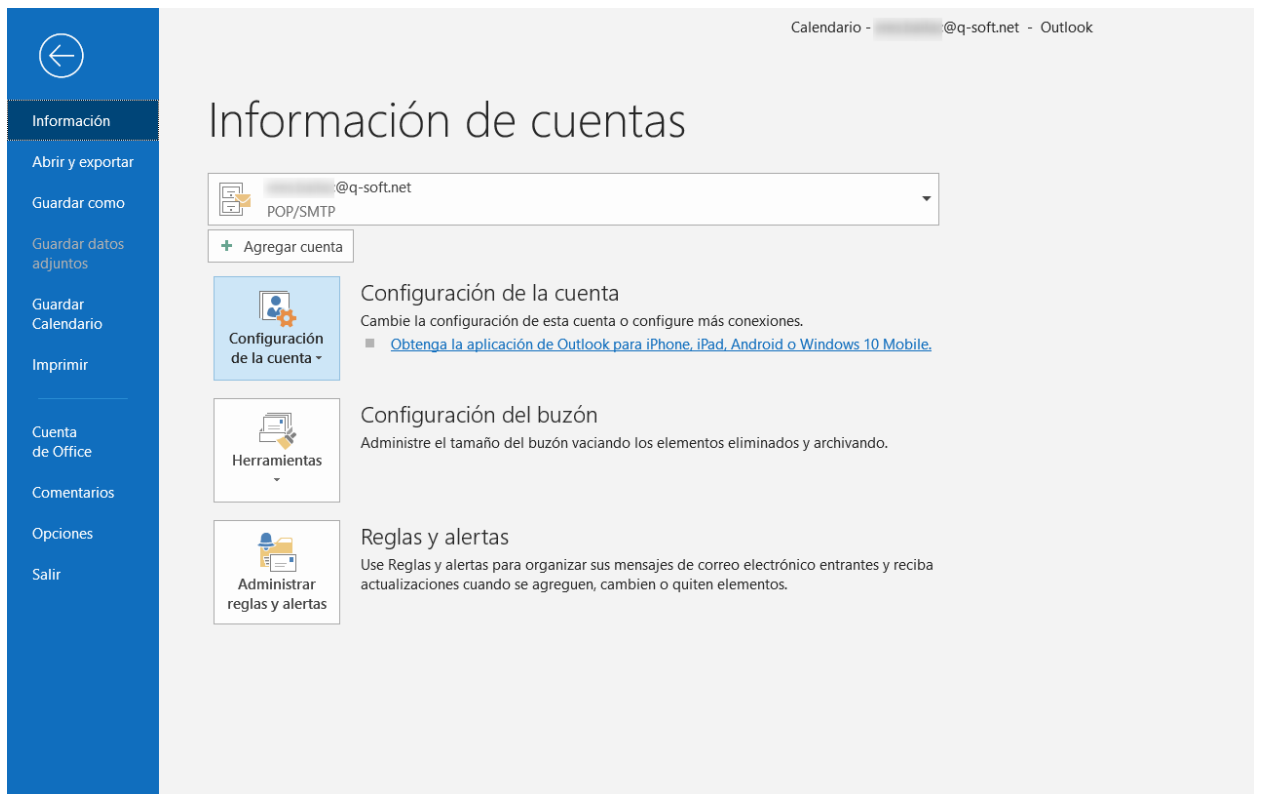 Calendario - @q-soft.net - Outlook
Información
Abrir y exportar
Guardar como
Guardar datos
adjuntos
Guardar
Calendario
Imprimir
Cuenta
de Office
Comentarios
Opciones
Salir
Información de cuentas
@q-soft.net
POP/SMTP
+ Agregar cuenta
Configuración
de la cuenta
Configuración de la cuenta
Cambie la configuración de esta cuenta o configure más conexiones.
Obtenga la aplicación de Outlook para iPhone, iPad, Android o Windows 10 Mobile.
Herramientas
Configuración del buzón
Administre el tamaño del buzón vaciando los elementos eliminados y archivando.
Administrar
reglas y alertas
Reglas y alertas
Use Reglas y alertas para organizar sus mensajes de correo electrónico entrantes y reciba
actualizaciones cuando se agreguen, cambien o quiten elementos.